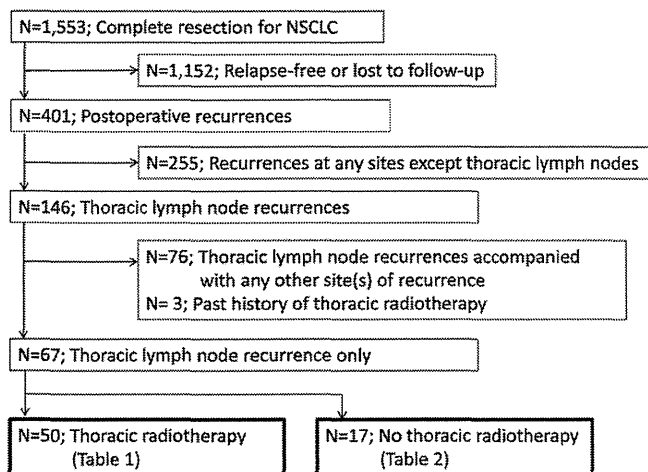 N=1,553; Complete resection for NSCLC
N=1,152; Relapse-free or lost to follow-up
N=401; Postoperative recurrences
N=255; Recurrences at any sites except thoracic lymph nodes
N=146; Thoracic lymph node recurrences
N=76; Thoracic lymph node recurrences accompanied
with any other site(s) of recurrence
N= 3; Past history of thoracic radiotherapy
N=67; Thoracic lymph node recurrence only
N=50; Thoracic radiotherapy
(Table 1)
N=17; No thoracic radiotherapy
(Table 2)